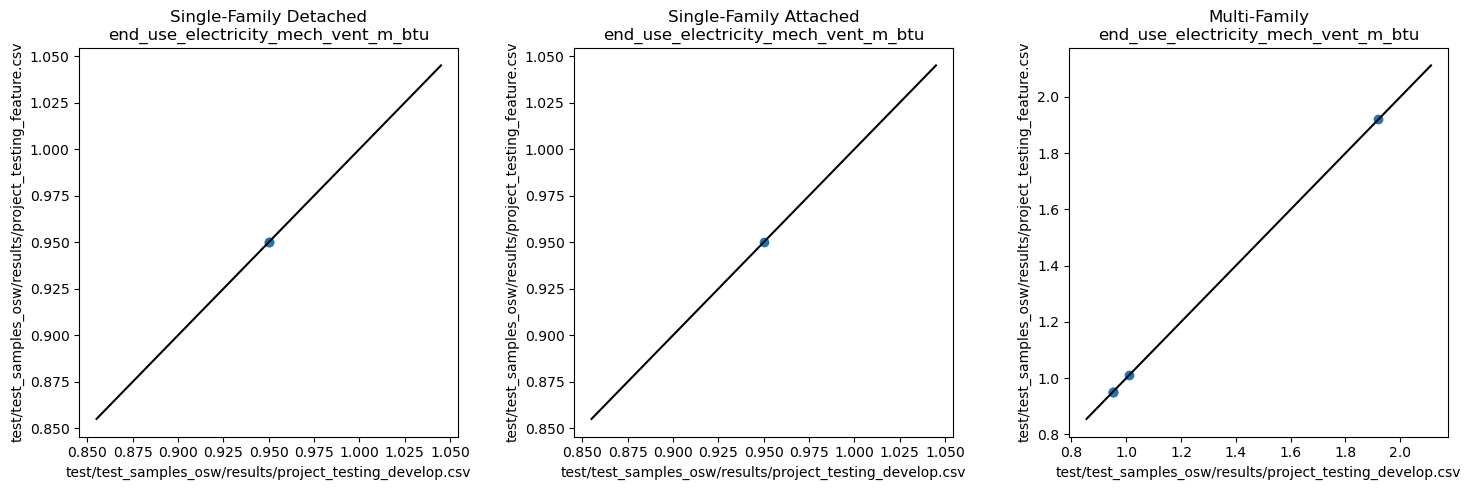 Single-Family Detached
end_use_electricity_mech_vent_m_btu
test/test_samples_osw/results/project_testing_feature.csv
1.050
1.025
1.000
0.975
0.950
0.925
0.900
0.875
0.850
0.850 0.875 0.900 0.925 0.950 0.975 1.000 1.025 1.050
test/test_samples_osw/results/project_testing_develop.csv
Single-Family Attached
end_use_electricity_mech_vent_m_btu
test/test_samples_osw/results/project_testing_feature.csv
1.050
1.025
1.000
0.975
0.950
0.925
0.900
0.875
0.850
0.850 0.875 0.900 0.925 0.950 0.975 1.000 1.025 1.050
test/test_samples_osw/results/project_testing_develop.csv
Multi-Family
end_use_electricity_mech_vent_m_btu
test/test_samples_osw/results/project_testing_feature.csv
2.0
1.8
1.6
1.4
1.2
1.0
0.8
0.8 1.0 1.2 1.4 1.6 1.8 2.0
test/test_samples_osw/results/project_testing_develop.csv